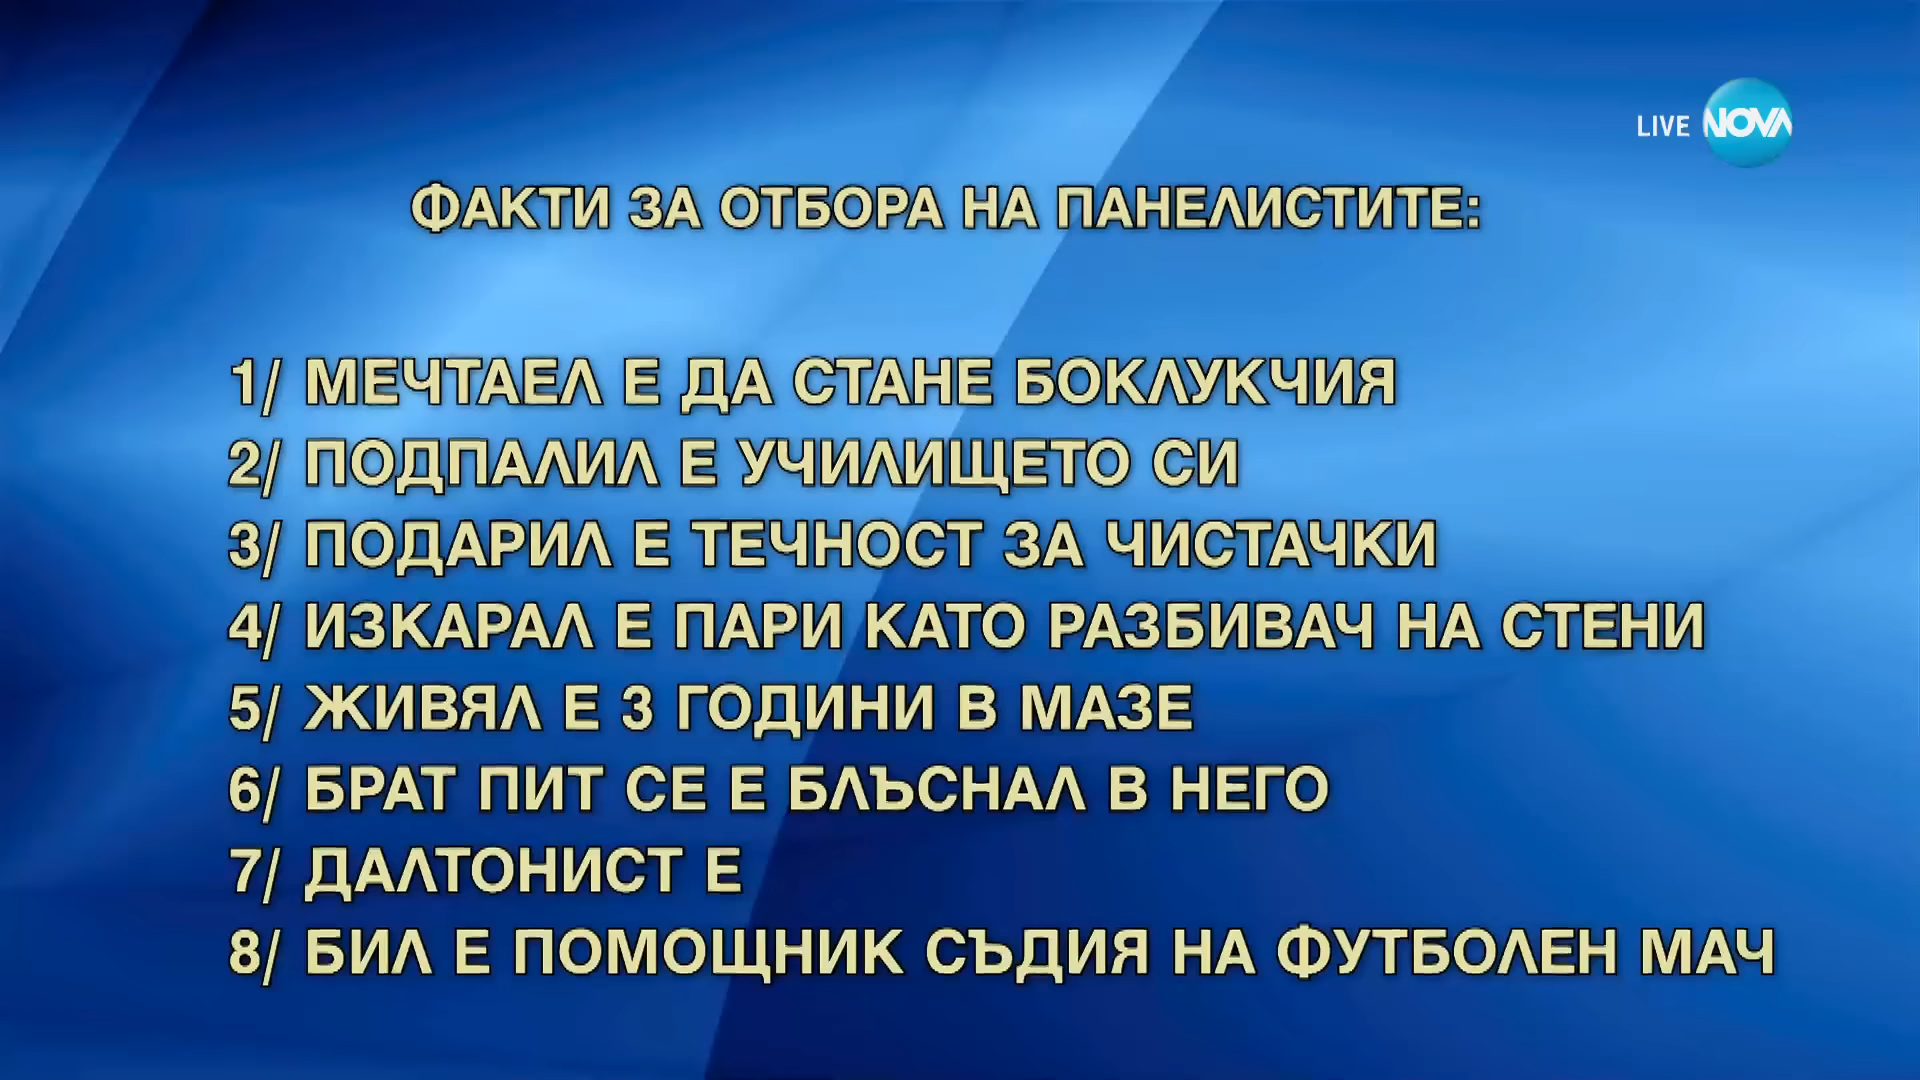 LIVE NOVA
ФАКТИ ЗА ОТБОРА НА ПАНЕЛИСТИТЕ:
1/ МЕЧТАЕЛ Е ДА СТАНЕ БОКЛУКЧИЯ
2/ ПОДПАЛИЛ Е УЧИЛИЩЕТО СИ
3/ ПОДАРИЛ Е ТЕЧНОСТ ЗА ЧИСТАЧКИ
4/ ИЗКАРАЛ Е ПАРИ КАТО РАЗБИВАЧ НА СТЕНИ
5/ ЖИВЯЛ Е 3 ГОДИНИ В МАЗЕ
6/ БРАТ ПИТ СЕ Е БЛЪСНАЛ В НЕГО
7/ ДАЛТОНИСТ Е
8/ БИЛ Е ПОМОЩНИК СЪДИЯ НА ФУТБОЛЕН МАЧ